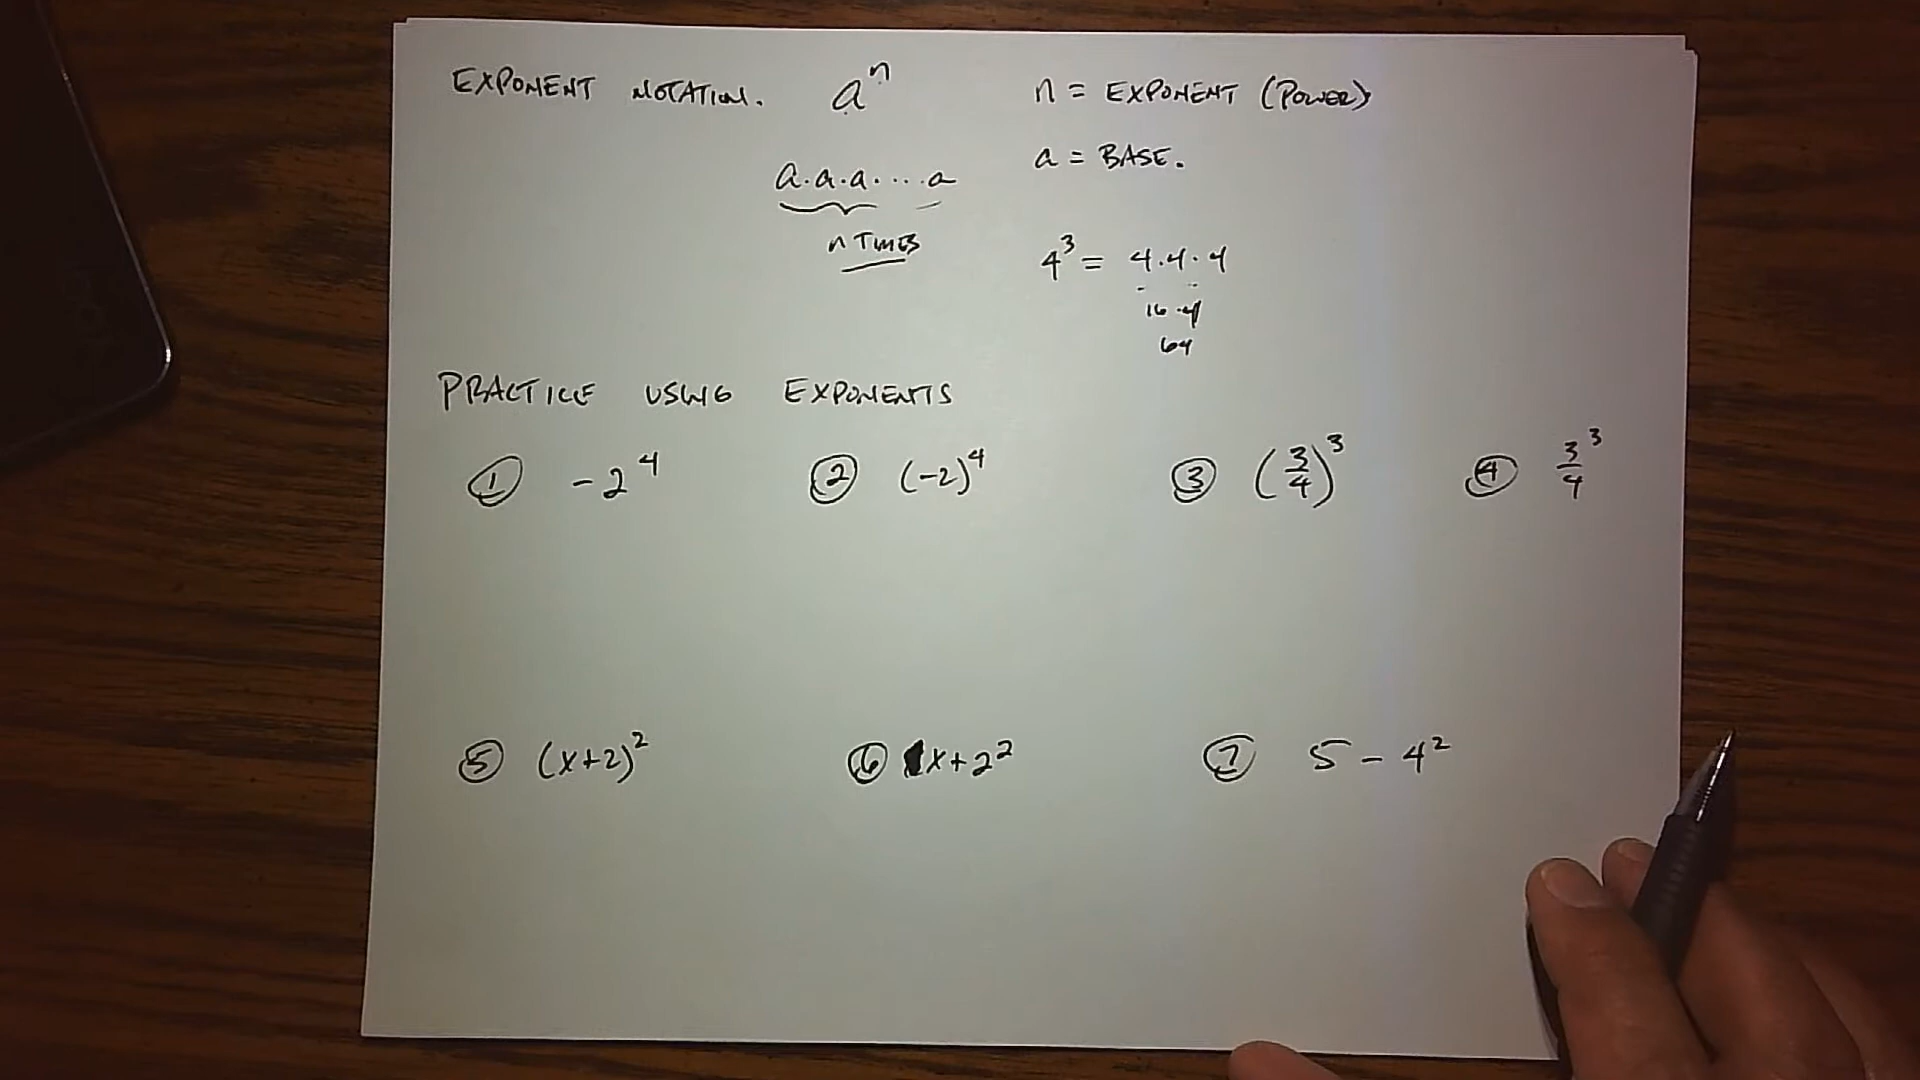 EXPONENT NOTATION. aⁿ n = EXPONENT (POWER)
a = BASE.
a·a·a·...a
n TIMES
4³ = 4·4·4
16·4
64
PRACTICE USING EXPONENTS
① -2⁴ ② (-2)⁴ ③ (3/4)³ ④ 3³/4
⑤ (x+2)² ⑥ x+2² ⑦ 5-4²